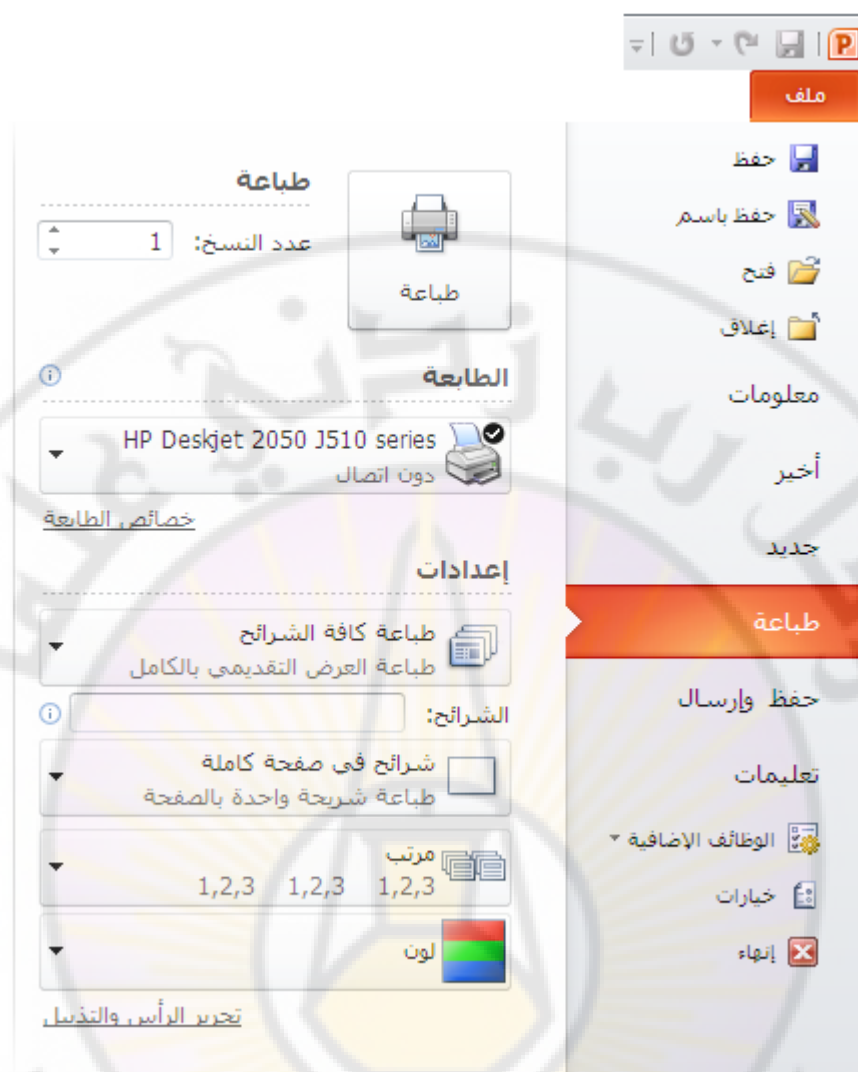 ملف
حفظ
حفظ باسم
فتح
إغلاق
معلومات
أخير
جديد
طباعة
حفظ وإرسال
تعليمات
الوظائف الإضافية
خيارات
إنهاء
طباعة
طباعة
عدد النسخ: 1
الطابعة
HP Deskjet 2050 J510 series
دون اتصال
خصائص الطابعة
إعدادات
طباعة كافة الشرائح
طباعة العرض التقديمي بالكامل
الشرائح:
شرائح في صفحة كاملة
طباعة شريحة واحدة بالصفحة
مرتب
1,2,3 1,2,3 1,2,3
لون
تحرير الرأس والتذييل
رب زدني